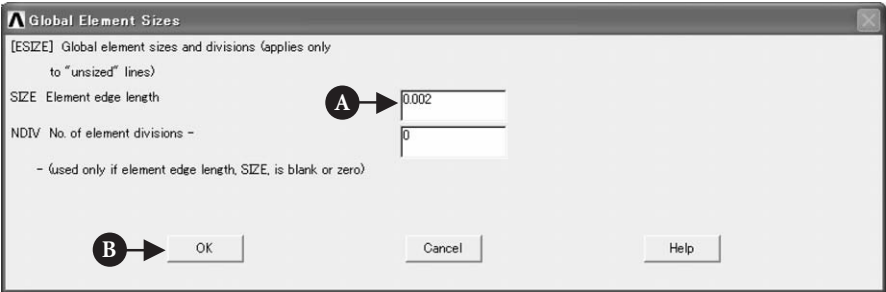 Global Element Sizes
[ESIZE] Global element sizes and divisions (applies only
to "unsized" lines)
SIZE Element edge length
A
0.002
NDIV No. of element divisions -
0
- (used only if element edge length, SIZE, is blank or zero)
B
OK
Cancel
Help